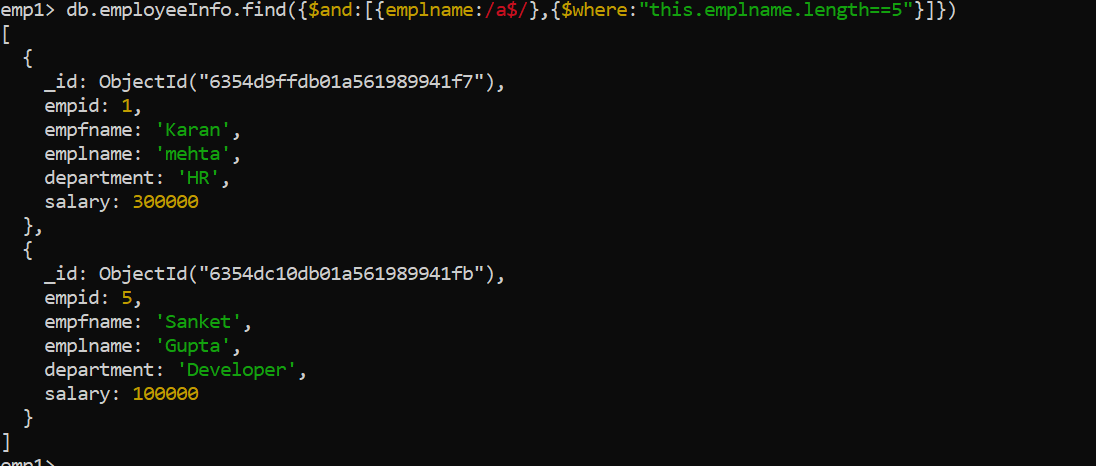 emp1> db.employeeInfo.find({$and:[{emplname:/a$/},{$where:"this.emplname.length==5"}]})
[
  {
    _id: ObjectId("6354d9ffdb01a561989941f7"),
    empid: 1,
    empfname: 'Karan',
    emplname: 'mehta',
    department: 'HR',
    salary: 300000
  },
  {
    _id: ObjectId("6354dc10db01a561989941fb"),
    empid: 5,
    empfname: 'Sanket',
    emplname: 'Gupta',
    department: 'Developer',
    salary: 100000
  }
]
emp1>